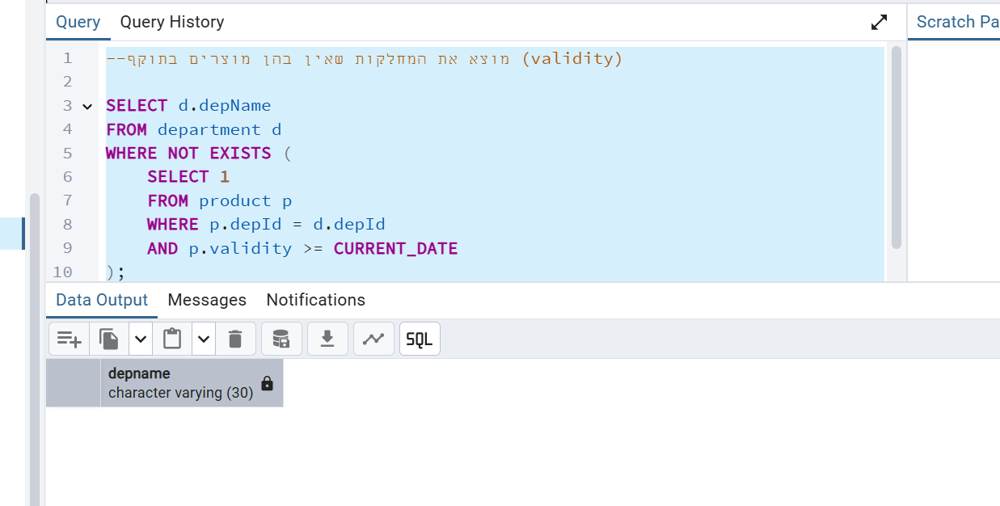 Query
Query History
Scratch Pa
1 --מוצא את המחלקות שאין בהן מוצרים בתוקף (validity)
2
3 SELECT d.depName
4 FROM department d
5 WHERE NOT EXISTS (
6 SELECT 1
7 FROM product p
8 WHERE p.depId = d.depId
9 AND p.validity >= CURRENT_DATE
10 );
Data Output
Messages
Notifications
SQL
depname
character varying (30)